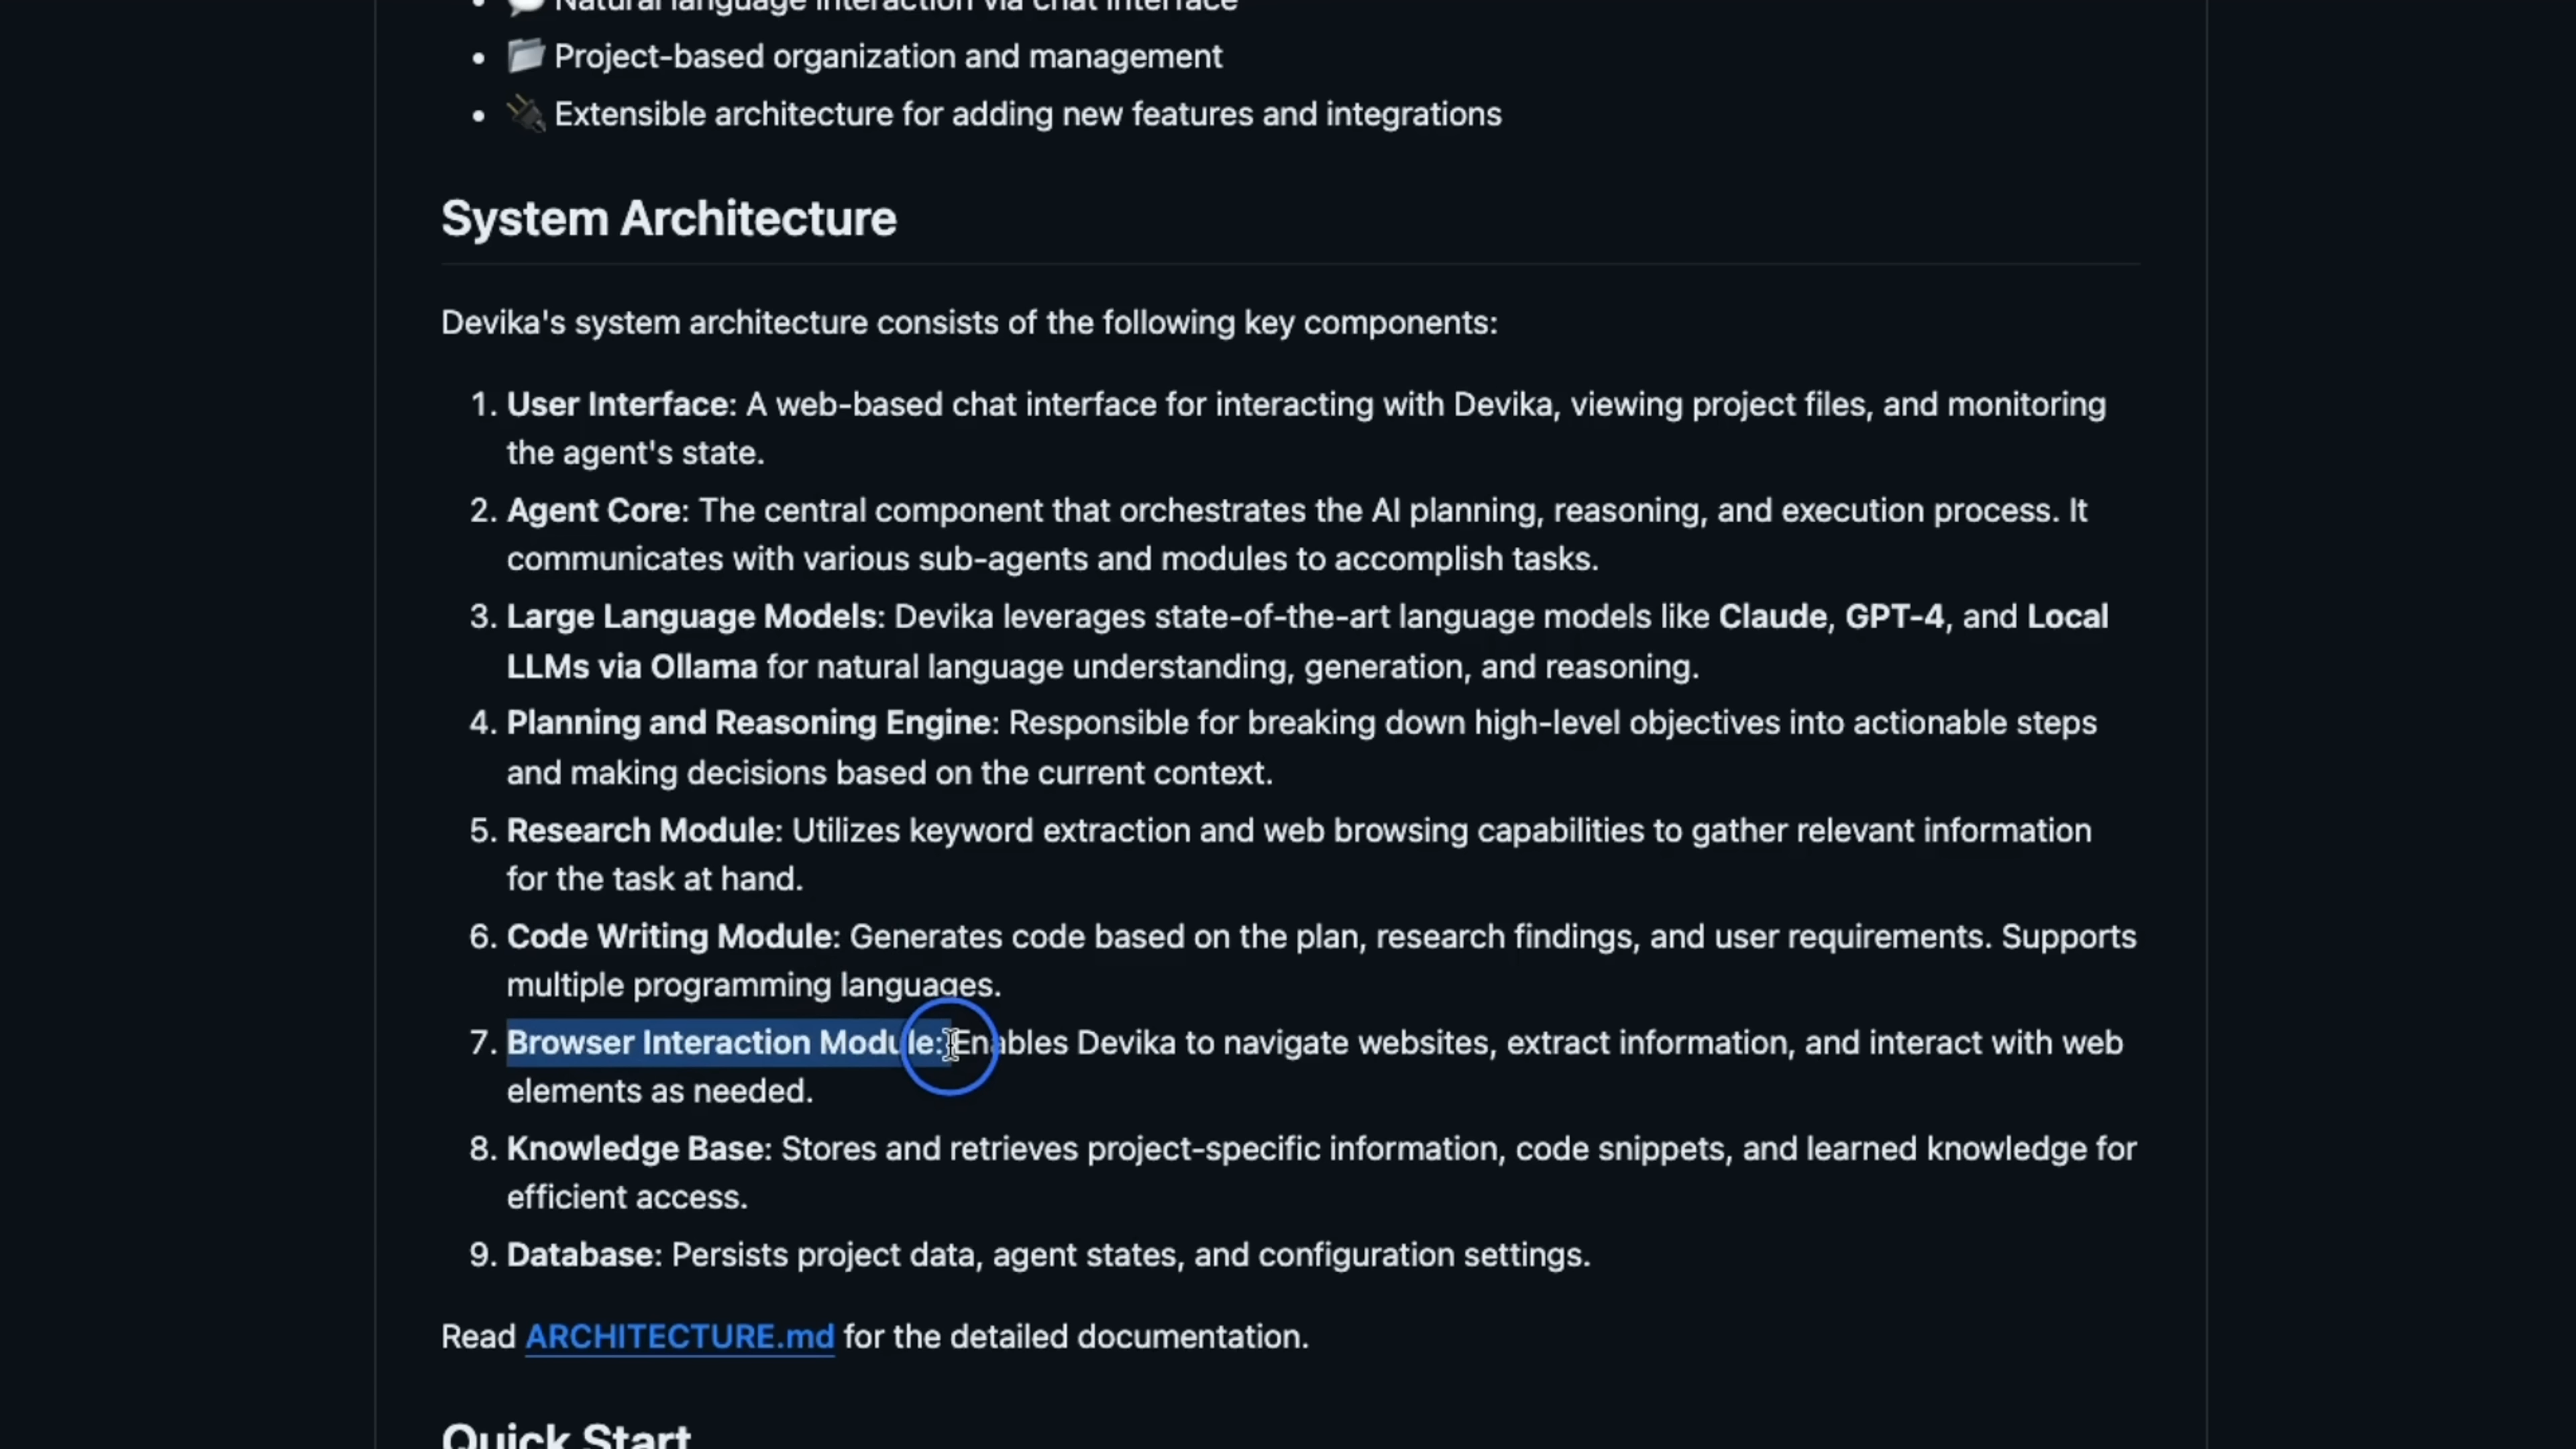 Natural language interaction via chat interface
Project-based organization and management
Extensible architecture for adding new features and integrations
System Architecture
Devika's system architecture consists of the following key components:
1. User Interface: A web-based chat interface for interacting with Devika, viewing project files, and monitoring
the agent's state.
2. Agent Core: The central component that orchestrates the AI planning, reasoning, and execution process. It
communicates with various sub-agents and modules to accomplish tasks.
3. Large Language Models: Devika leverages state-of-the-art language models like Claude, GPT-4, and Local
LLMs via Ollama for natural language understanding, generation, and reasoning.
4. Planning and Reasoning Engine: Responsible for breaking down high-level objectives into actionable steps
and making decisions based on the current context.
5. Research Module: Utilizes keyword extraction and web browsing capabilities to gather relevant information
for the task at hand.
6. Code Writing Module: Generates code based on the plan, research findings, and user requirements. Supports
multiple programming languages.
7. Browser Interaction Module: Enables Devika to navigate websites, extract information, and interact with web
elements as needed.
8. Knowledge Base: Stores and retrieves project-specific information, code snippets, and learned knowledge for
efficient access.
9. Database: Persists project data, agent states, and configuration settings.
Read ARCHITECTURE.md for the detailed documentation.
Quick Start